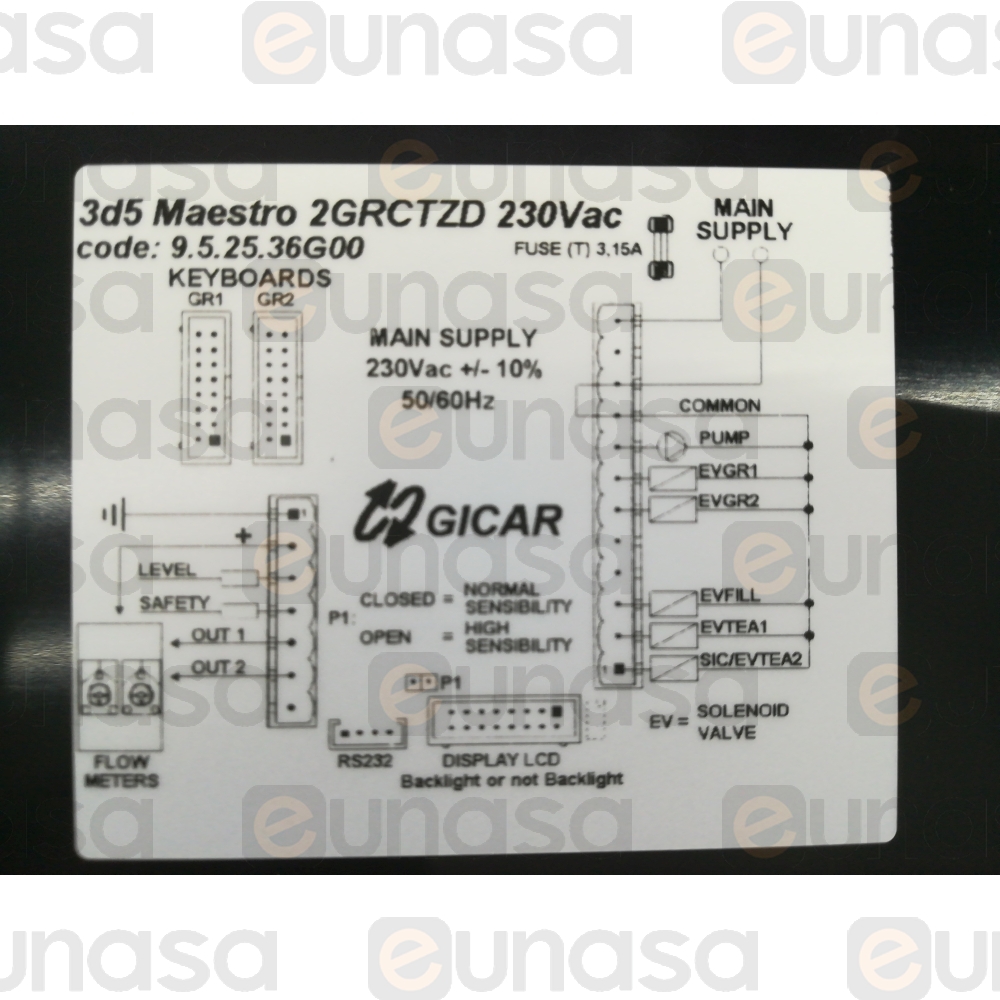 eunasa
3d5 Maestro 2GRCTZD 230Vac
code: 9.5.25.36G00
FUSE (T) 3,15A
MAIN
SUPPLY
KEYBOARDS
GR1 GR2
MAIN SUPPLY
230Vac +/- 10%
50/60Hz
COMMON
PUMP
EVGR1
EVGR2
GICAR
1
+
LEVEL
SAFETY
OUT 1
OUT 2
P1:
CLOSED = NORMAL SENSIBILITY
OPEN = HIGH SENSIBILITY
P1
EVFILL
EVTEA1
1
SIC/EVTEA2
EV = SOLENOID VALVE
FLOW
METERS
RS232
DISPLAY LCD
Backlight or not Backlight
eunasa